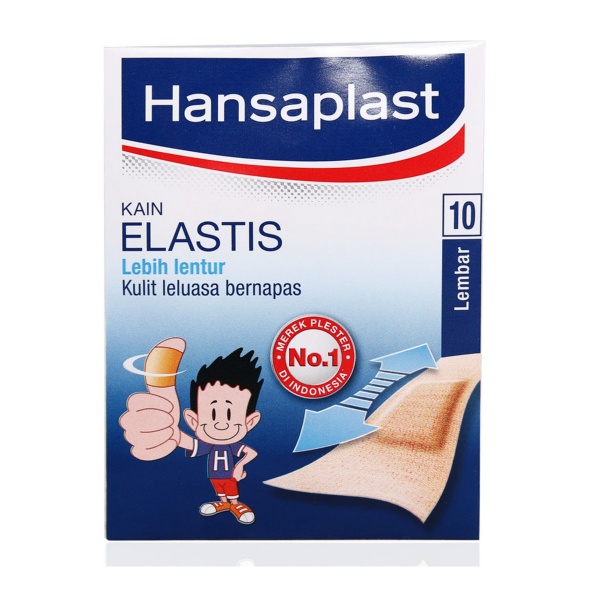 Hansaplast
KAIN
ELASTIS
Lebih lentur
Kulit leluasa bernapas
10
Lembar
MEREK PLESTER
No.1
DI INDONESIA
H